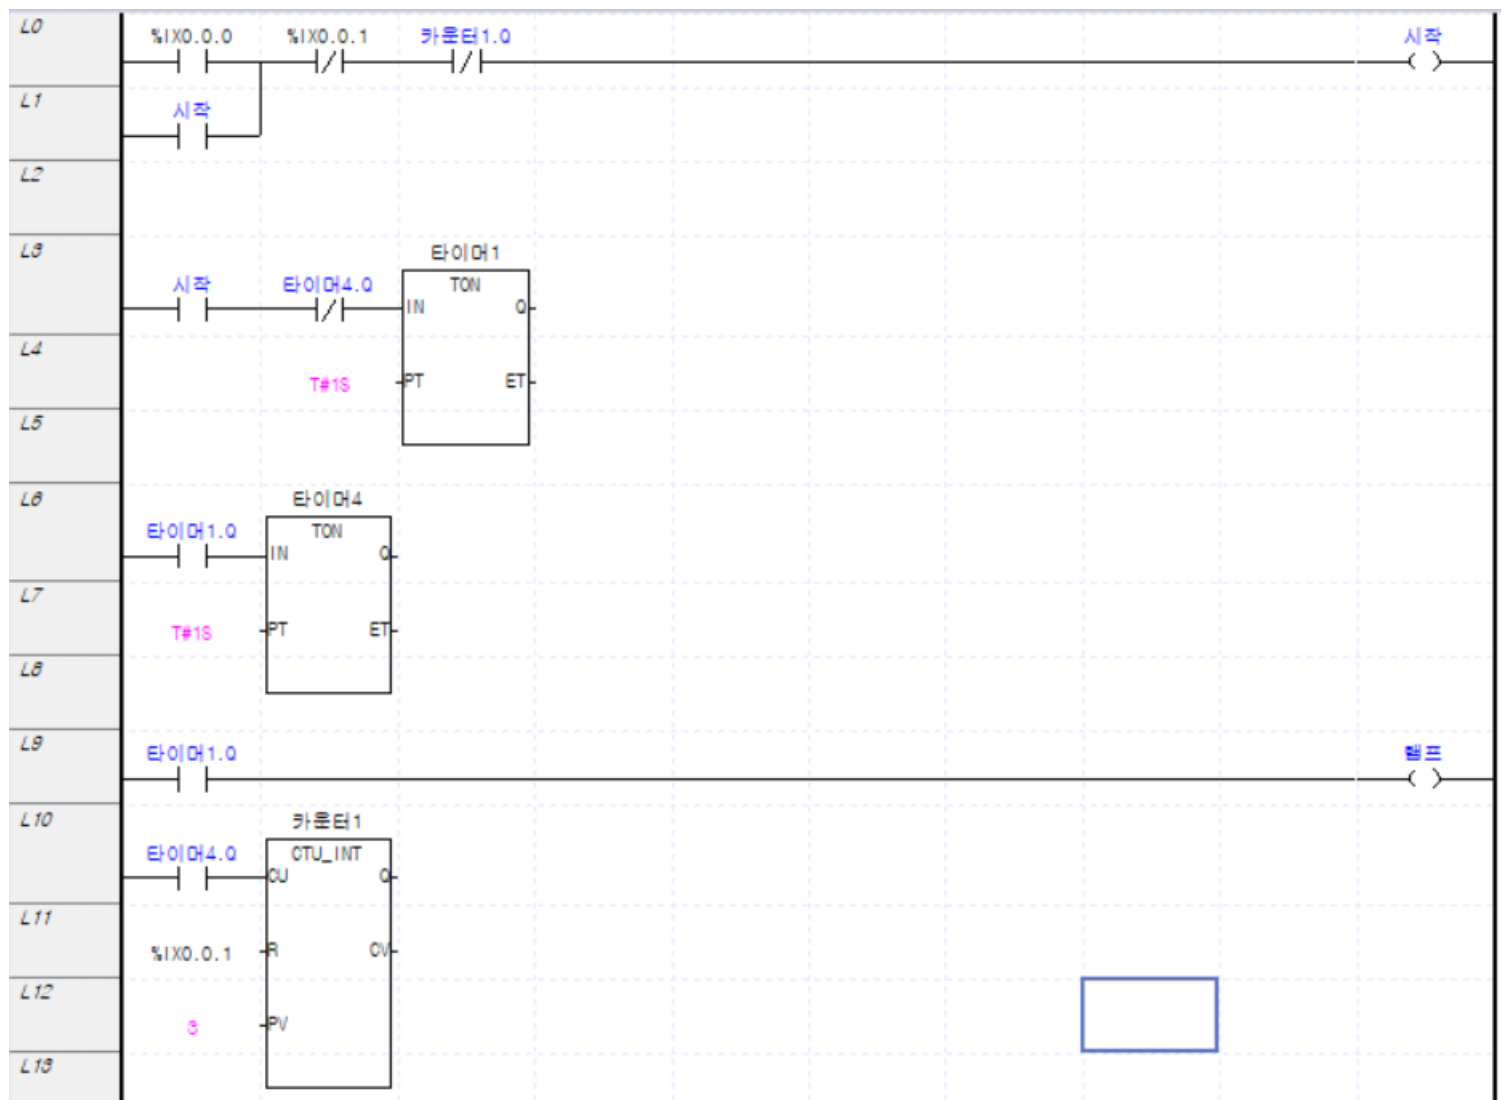 L0
%IX0.0.0 %IX0.0.1 카운터1.Q 시작
L1
시작
L2
L3
타이머1
시작 타이머4.Q TON
IN Q
L4
T#1S PT ET
L5
L6
타이머4
타이머1.Q TON
IN Q
L7
T#1S PT ET
L8
L9
타이머1.Q 램프
L10
카운터1
타이머4.Q CTU_INT
CU Q
L11
%IX0.0.1 R CV
L12
3 PV
L13